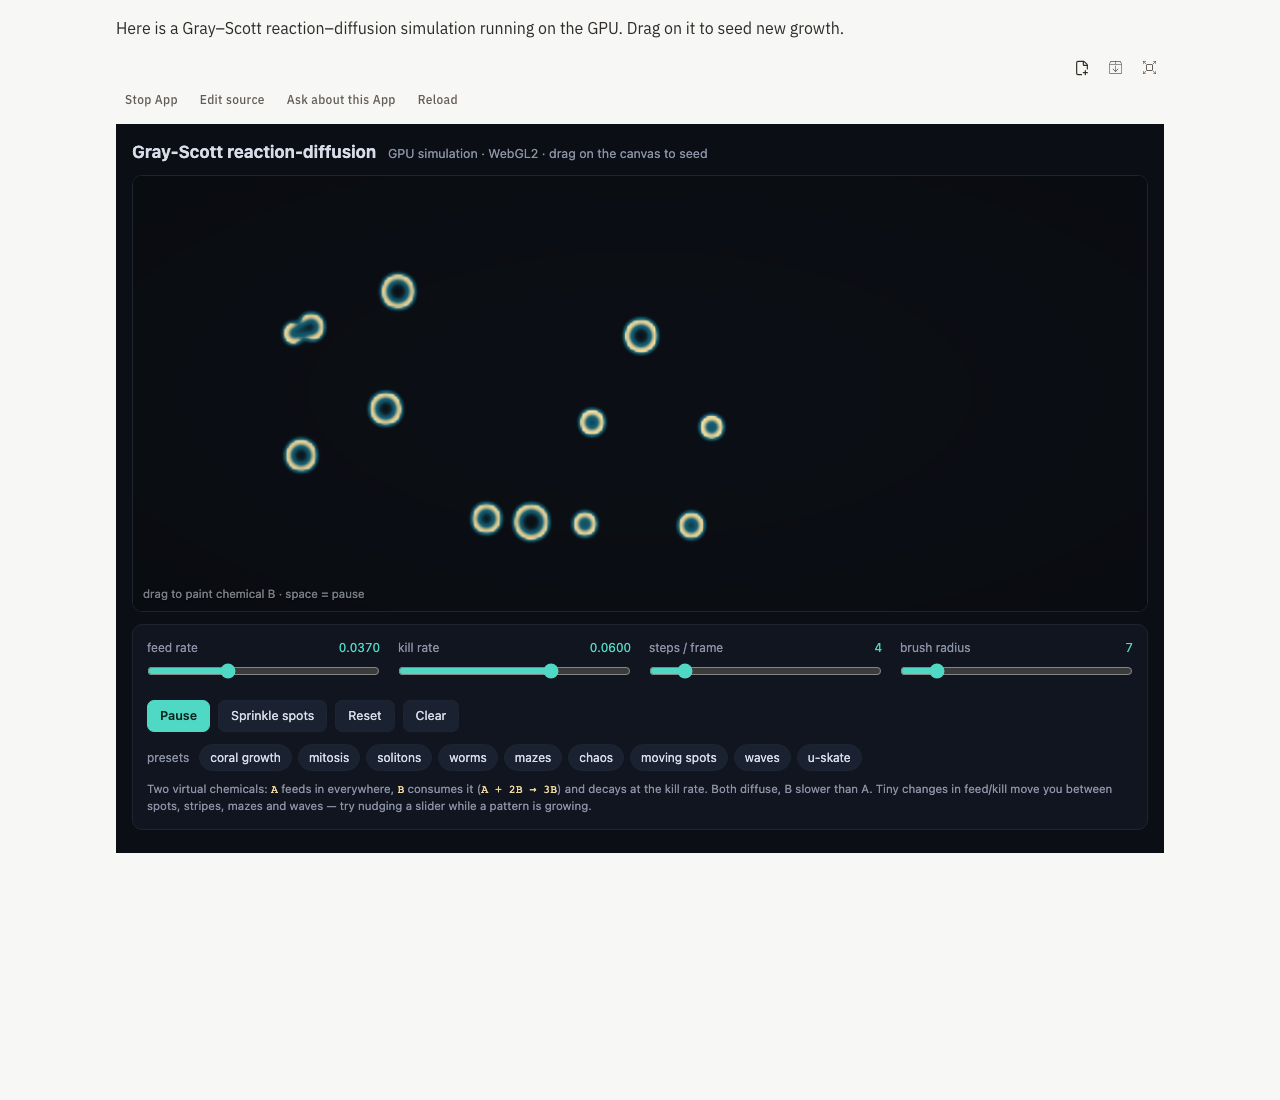 Here is a Gray–Scott reaction–diffusion simulation running on the GPU. Drag on it to seed new growth.
Stop App Edit source Ask about this App Reload
Gray-Scott reaction-diffusion GPU simulation · WebGL2 · drag on the canvas to seed
drag to paint chemical B · space = pause
feed rate 0.0370 kill rate 0.0600 steps / frame 4 brush radius 7
Pause Sprinkle spots Reset Clear
presets coral growth mitosis solitons worms mazes chaos moving spots waves u-skate
Two virtual chemicals: A feeds in everywhere, B consumes it (A + 2B → 3B) and decays at the kill rate. Both diffuse, B slower than A. Tiny changes in feed/kill move you between
spots, stripes, mazes and waves — try nudging a slider while a pattern is growing.